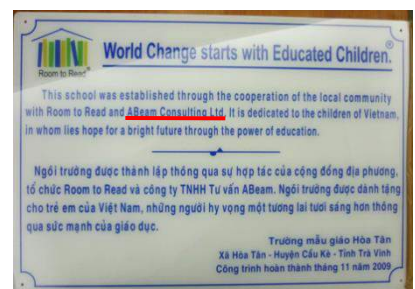 World Change starts with Educated Children.®
Room to Read®
This school was established through the cooperation of the local community
with Room to Read and ABeam Consulting Ltd. It is dedicated to the children of Vietnam,
in whom lies hope for a bright future through the power of education.
Ngôi trường được thành lập thông qua sự hợp tác của cộng đồng địa phương,
tổ chức Room to Read và công ty TNHH Tư vấn ABeam. Ngôi trường được dành tặng
cho trẻ em của Việt Nam, những người hy vọng một tương lai tươi sáng hơn thông
qua sức mạnh của giáo dục.
Trường mẫu giáo Hòa Tân
Xã Hòa Tân - Huyện Cầu Kè - Tỉnh Trà Vinh
Công trình hoàn thành tháng 11 năm 2009